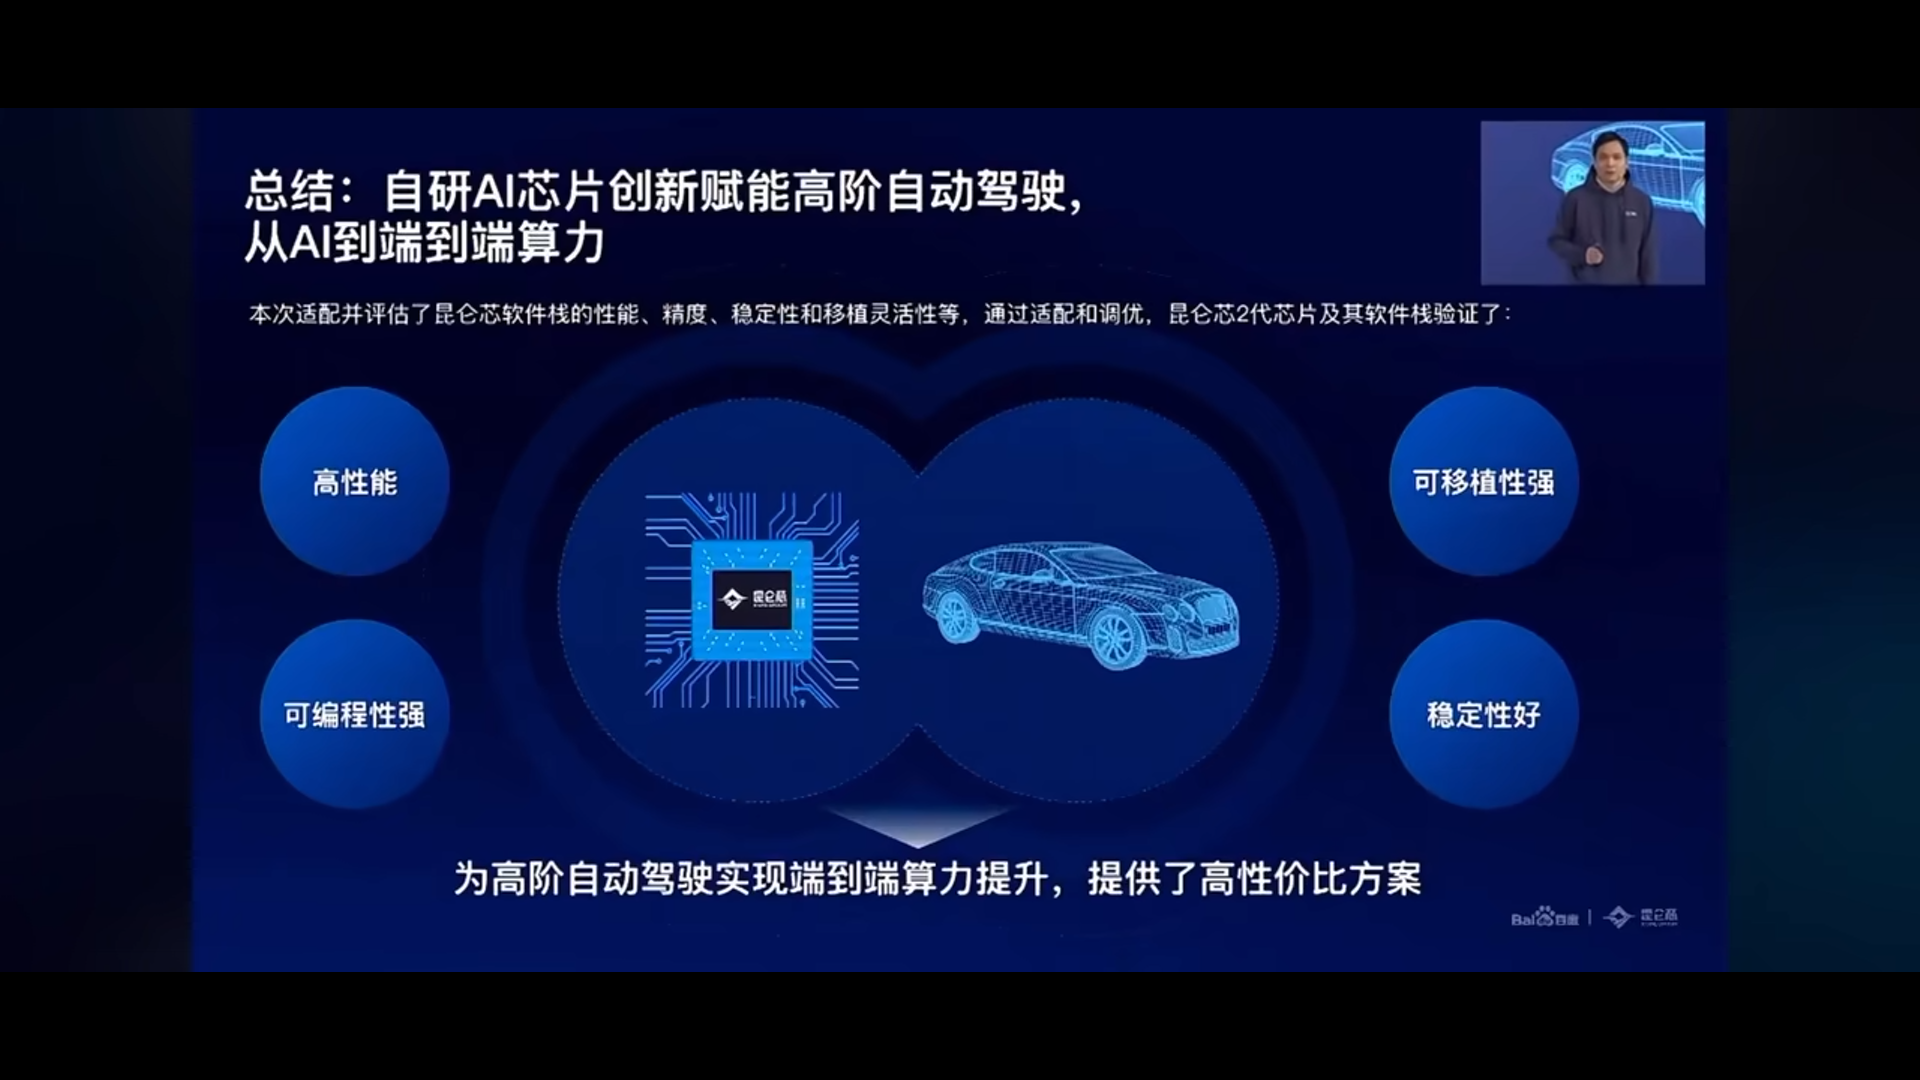 总结：自研AI芯片创新赋能高阶自动驾驶，
从AI到端到端算力
本次适配并评估了昆仑芯软件栈的性能、精度、稳定性和移植灵活性等，通过适配和调优，昆仑芯2代芯片及其软件栈验证了：
高性能
可移植性强
昆仑芯
可编程性强
稳定性好
为高阶自动驾驶实现端到端算力提升，提供了高性价比方案
Bai百度 | 昆仑芯